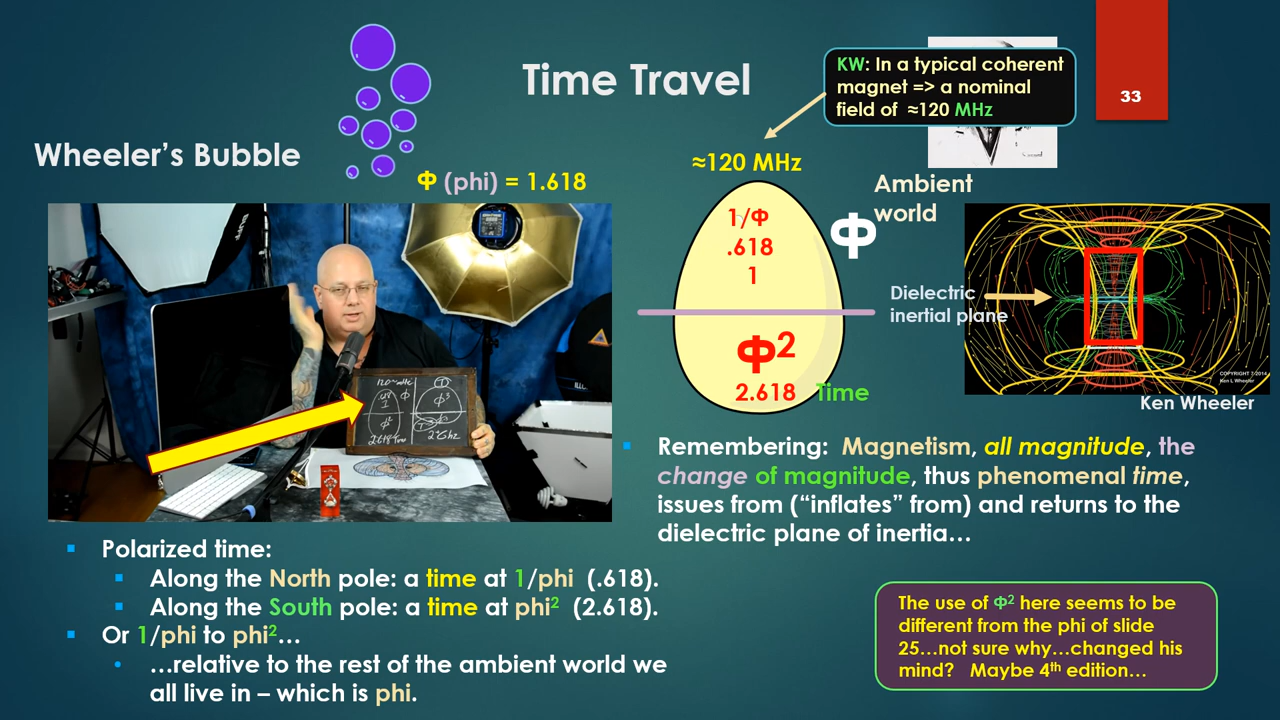 Time Travel
KW: In a typical coherent
magnet => a nominal
field of ≈120 MHz
33
Wheeler's Bubble
Φ (phi) = 1.618
≈120 MHz
Ambient
world
1/Φ
.618
1
Φ
Dielectric
inertial plane
Φ²
2.618 Time
COPYRIGHT
Ken L Wheeler
Ken Wheeler
Remembering: Magnetism, all magnitude, the
change of magnitude, thus phenomenal time,
issues from ("inflates" from) and returns to the
dielectric plane of inertia…
Polarized time:
Along the North pole: a time at 1/phi (.618).
Along the South pole: a time at phi² (2.618).
Or 1/phi to phi²…
…relative to the rest of the ambient world we
all live in – which is phi.
The use of Φ² here seems to be
different from the phi of slide
25…not sure why…changed his
mind? Maybe 4th edition…